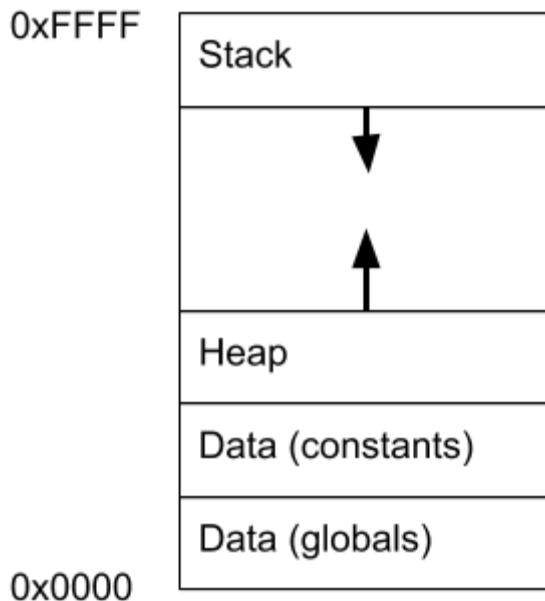 0xFFFF
Stack
Heap
Data (constants)
Data (globals)
0x0000